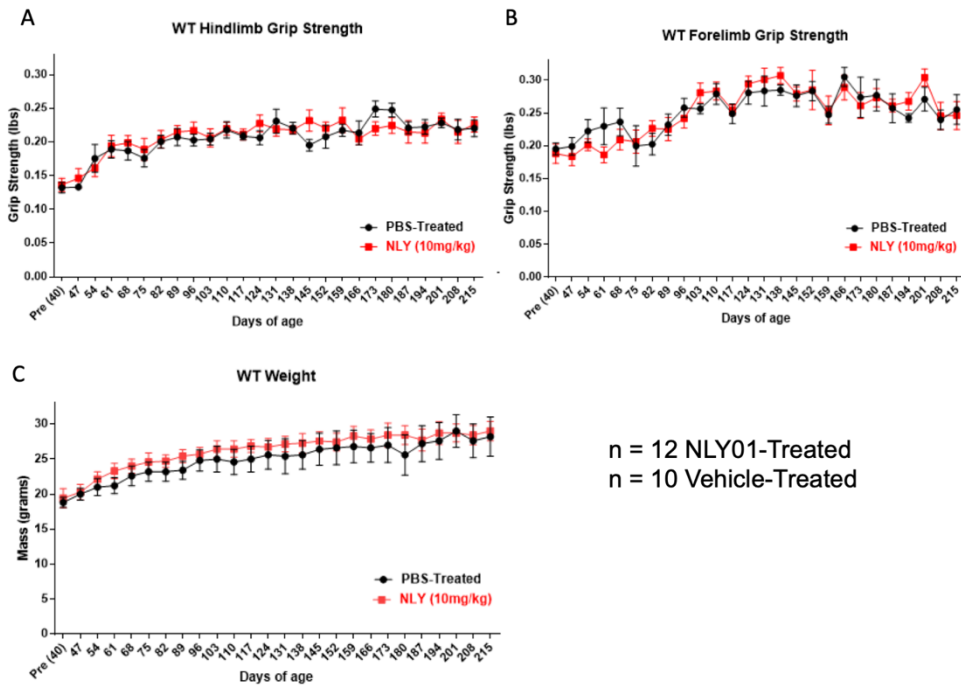 A
WT Hindlimb Grip Strength
Grip Strength (lbs)
0.30
0.25
0.20
0.15
0.10
0.05
0.00
PBS-Treated
NLY (10mg/kg)
Pre (40) 47 54 61 68 75 82 89 96 103 110 117 124 131 138 145 152 159 166 173 180 187 194 201 208 215
Days of age
B
WT Forelimb Grip Strength
Grip Strength (lbs)
0.30
0.25
0.20
0.15
0.10
0.05
0.00
PBS-Treated
NLY (10mg/kg)
Pre (40) 47 54 61 68 75 82 89 96 103 110 117 124 131 138 145 152 159 166 173 180 187 194 201 208 215
Days of age
C
WT Weight
Mass (grams)
30
25
20
15
10
5
0
PBS-Treated
NLY (10mg/kg)
Pre (40) 47 54 61 68 75 82 89 96 103 110 117 124 131 138 145 152 159 166 173 180 187 194 201 208 215
Days of age
n = 12 NLY01-Treated
n = 10 Vehicle-Treated